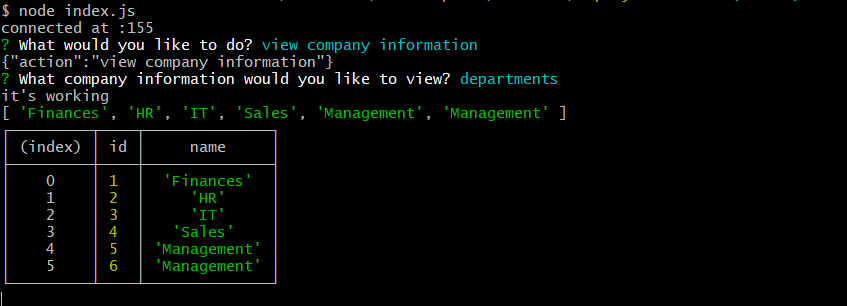 $ node index.js
connected at :155
? What would you like to do? view company information
{"action":"view company information"}
? What company information would you like to view? departments
it's working
[ 'Finances', 'HR', 'IT', 'Sales', 'Management', 'Management' ]
(index) id name
0 1 'Finances'
1 2 'HR'
2 3 'IT'
3 4 'Sales'
4 5 'Management'
5 6 'Management'